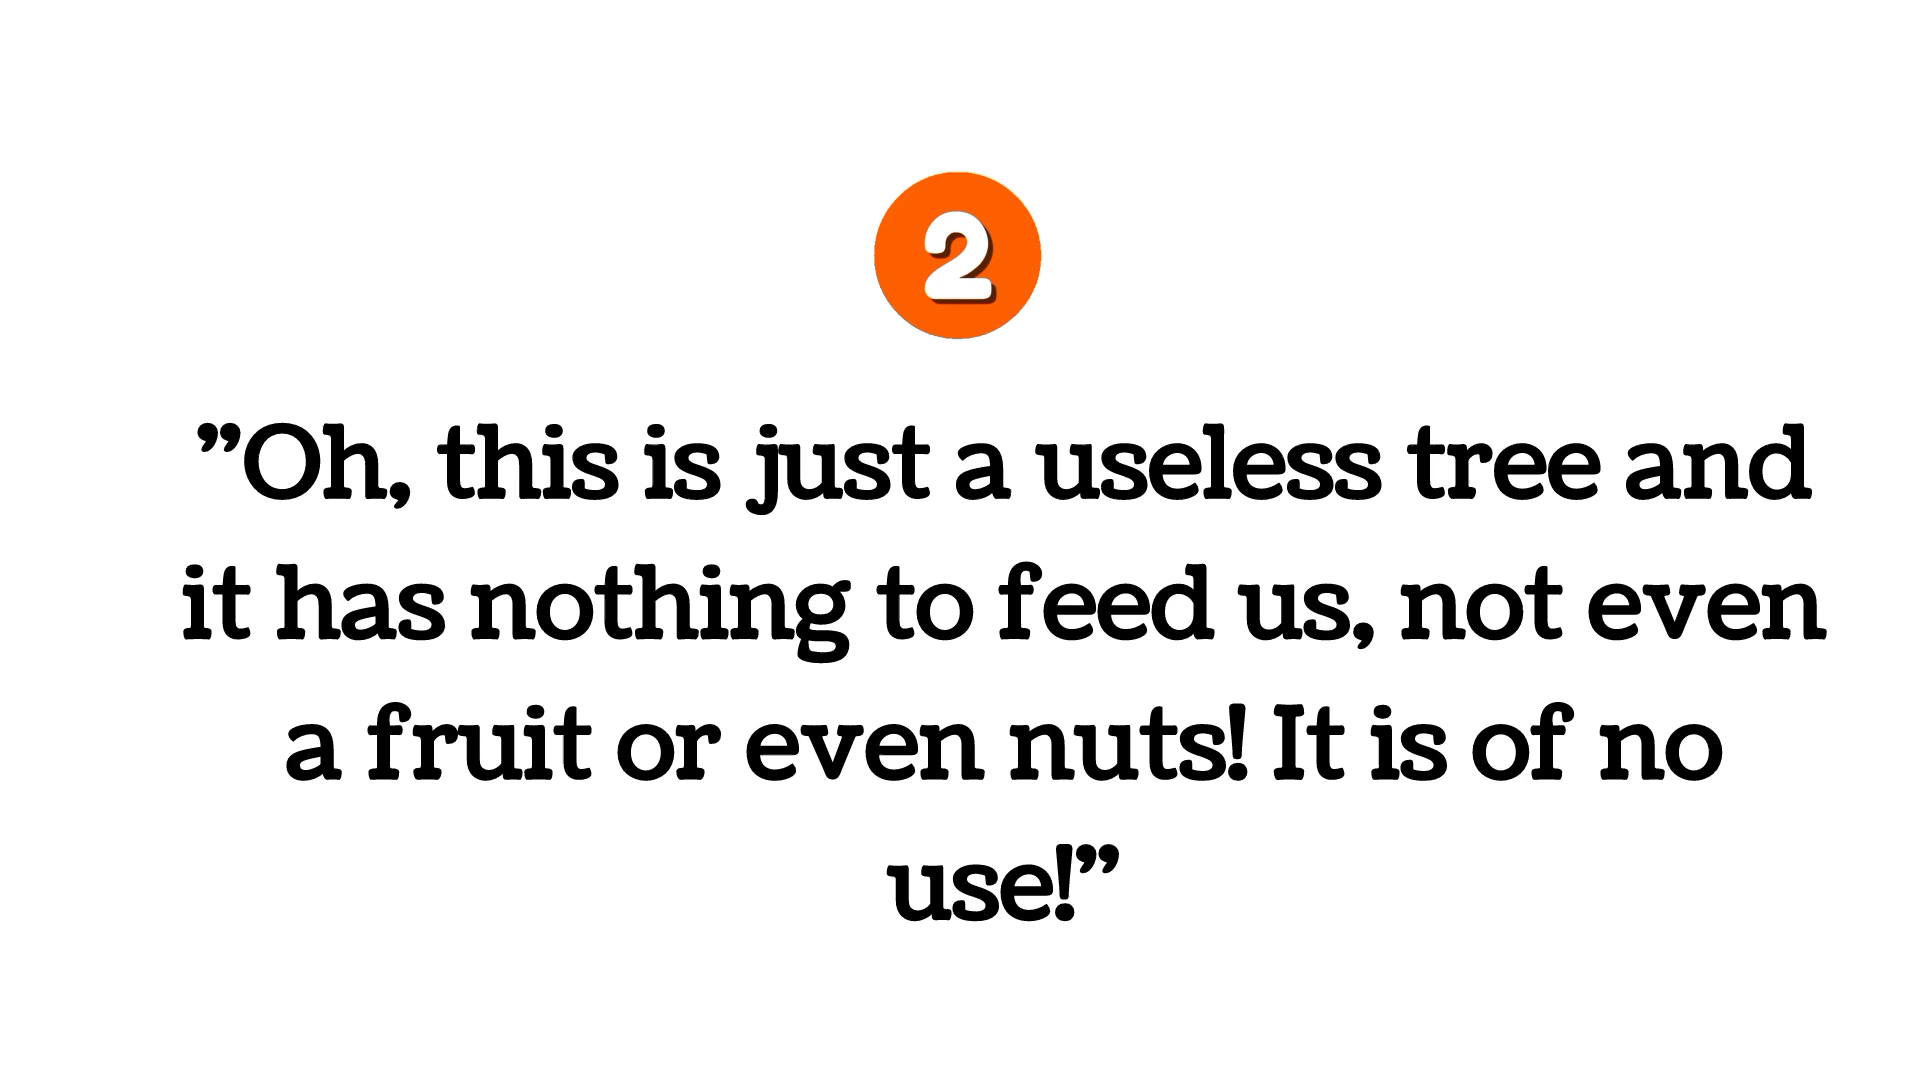 2
”Oh, this is just a useless tree and
it has nothing to feed us, not even
a fruit or even nuts! It is of no
use!”